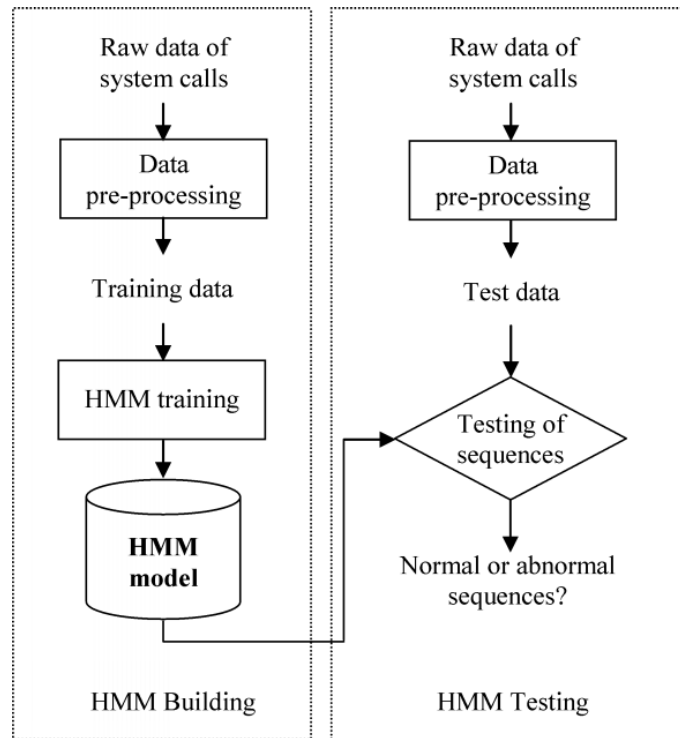 Raw data of
system calls
Data
pre-processing
Training data
HMM training
HMM
model
HMM Building
Raw data of
system calls
Data
pre-processing
Test data
Testing of
sequences
Normal or abnormal
sequences?
HMM Testing